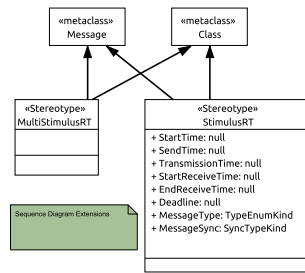 «metaclass»
Message
«metaclass»
Class
«Stereotype»
MultiStimulusRT
«Stereotype»
StimulusRT
+ StartTime: null
+ SendTime: null
+ TransmissionTime: null
+ StartReceiveTime: null
+ EndReceiveTime: null
+ Deadline: null
+ MessageType: TypeEnumKind
+ MessageSync: SyncTypeKind
Sequence Diagram Extensions